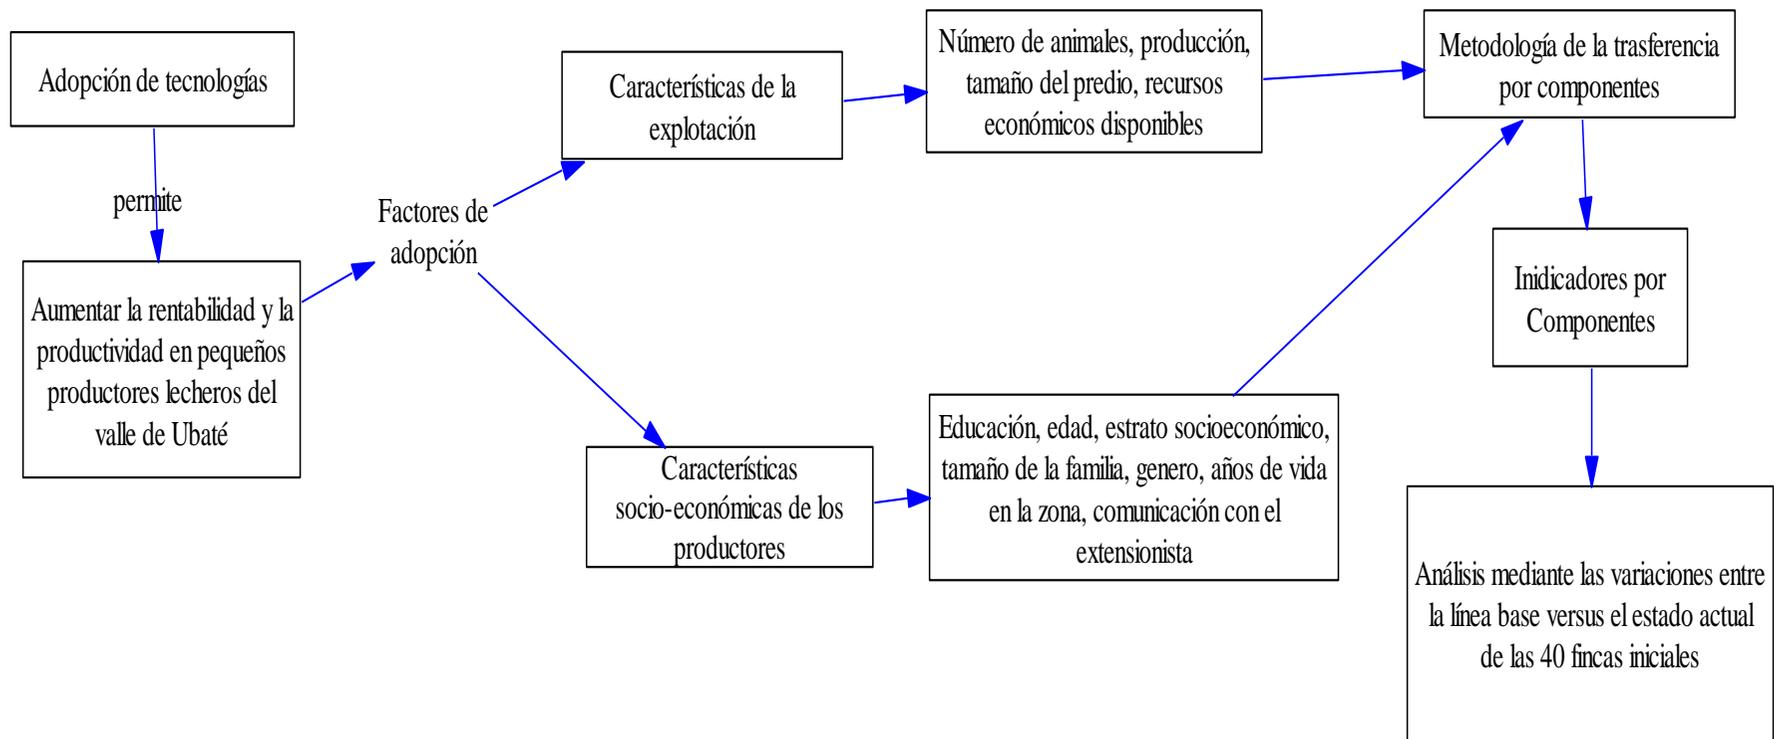 Adopción de tecnologías
permite
Aumentar la rentabilidad y la
productividad en pequeños
productores lecheros del
valle de Ubaté
Factores de
adopción
Características de la
explotación
Número de animales, producción,
tamaño del predio, recursos
económicos disponibles
Características
socio-económicas de los
productores
Educación, edad, estrato socioeconómico,
tamaño de la familia, genero, años de vida
en la zona, comunicación con el
extensionista
Metodología de la trasferencia
por componentes
Inidicadores por
Componentes
Análisis mediante las variaciones entre
la línea base versus el estado actual
de las 40 fincas iniciales